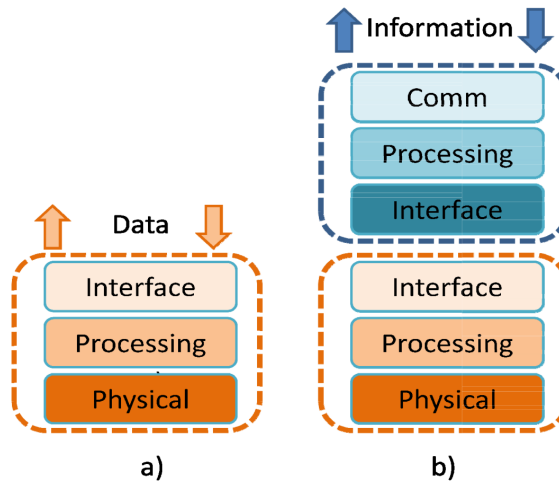 Information
Comm
Processing
Interface
Data
Interface
Processing
Physical
Interface
Processing
Physical
a)
b)